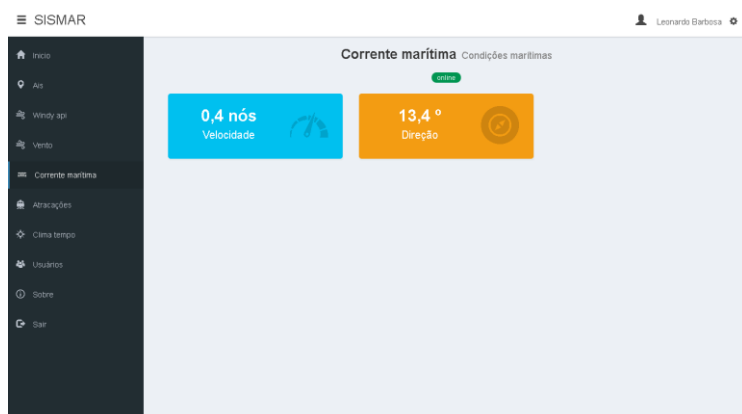 SISMAR
Leonardo Barbosa
Inicio
Ais
Windy api
Vento
Corrente marítima
Atracações
Clima tempo
Usuários
Sobre
Sair
Corrente marítima Condições marítimas
online
0,4 nós
Velocidade
13,4 º
Direção